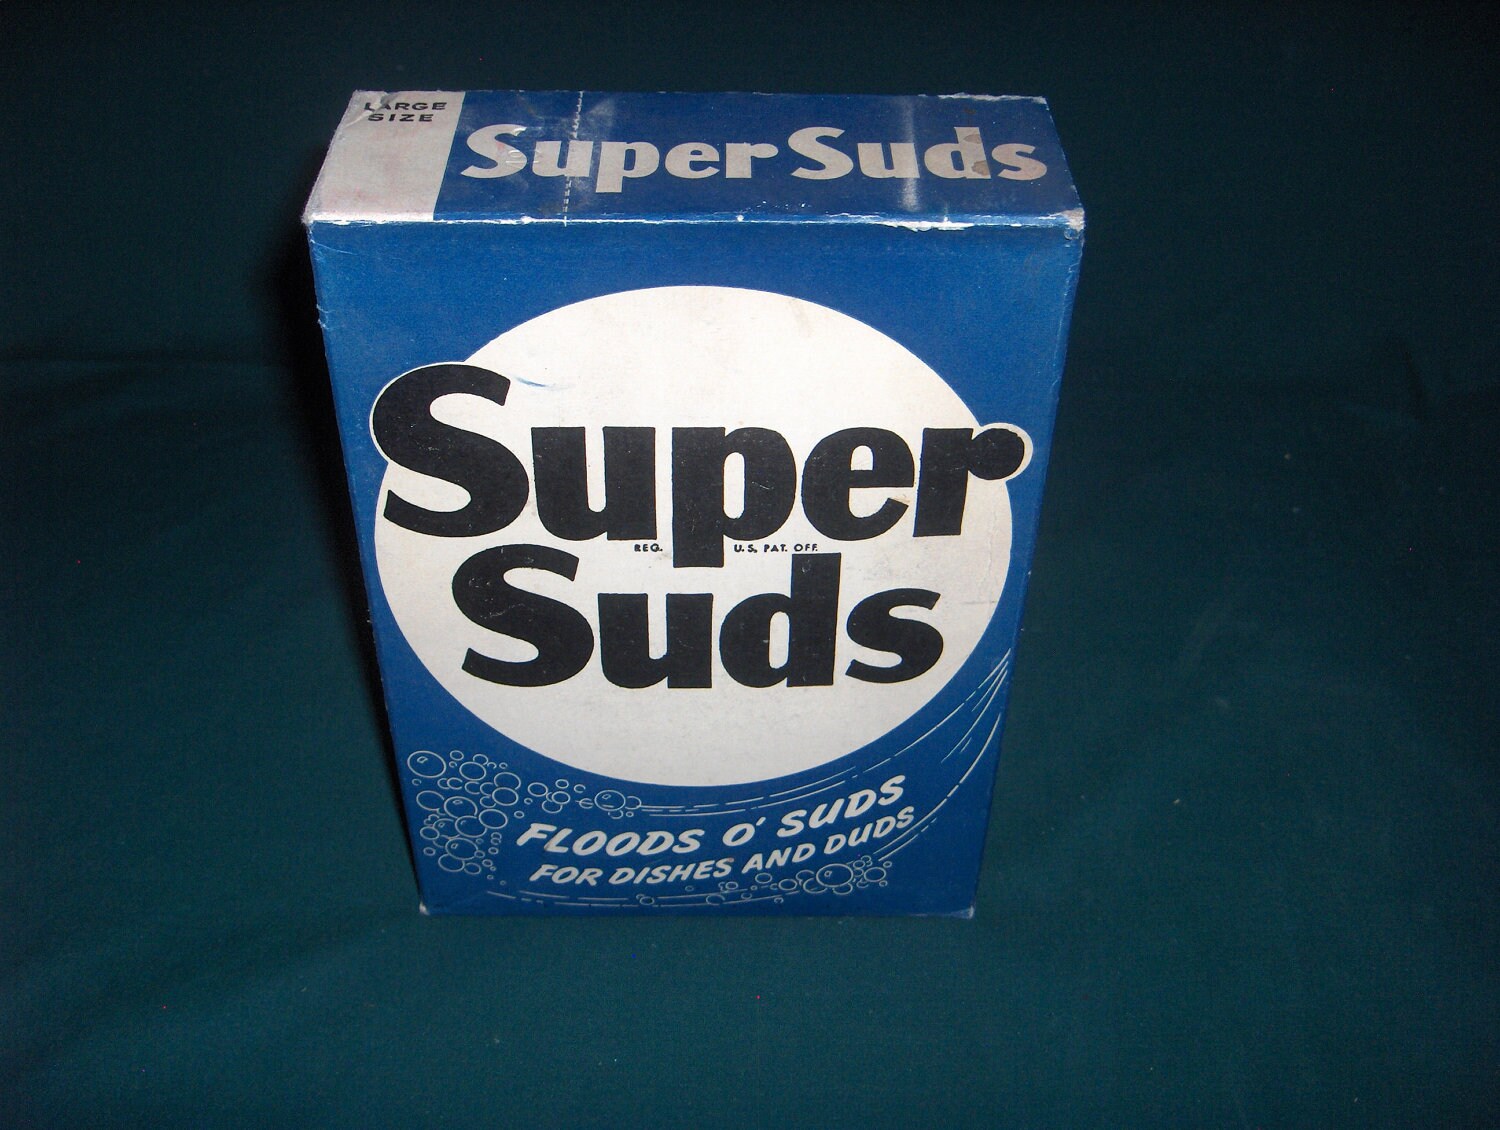 LARGE
SIZE
Super Suds
Super
REG. U.S. PAT. OFF.
Suds
FLOODS O' SUDS
FOR DISHES AND DUDS